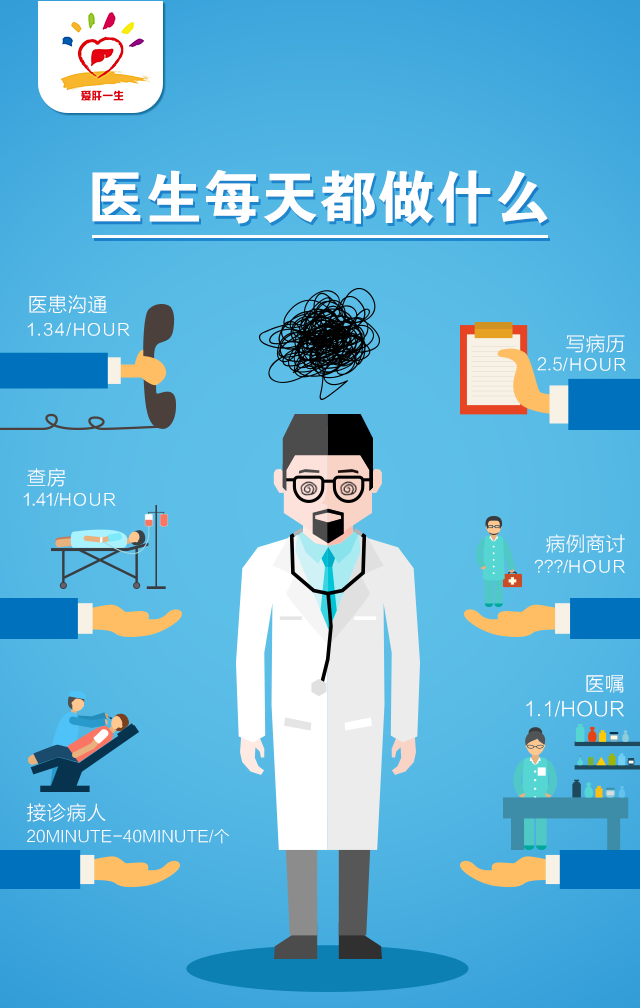 爱肝一生
医生每天都做什么
医患沟通
1.34/HOUR
写病历
2.5/HOUR
查房
1.41/HOUR
病例商讨
???/HOUR
医嘱
1.1/HOUR
接诊病人
20MINUTE-40MINUTE/个